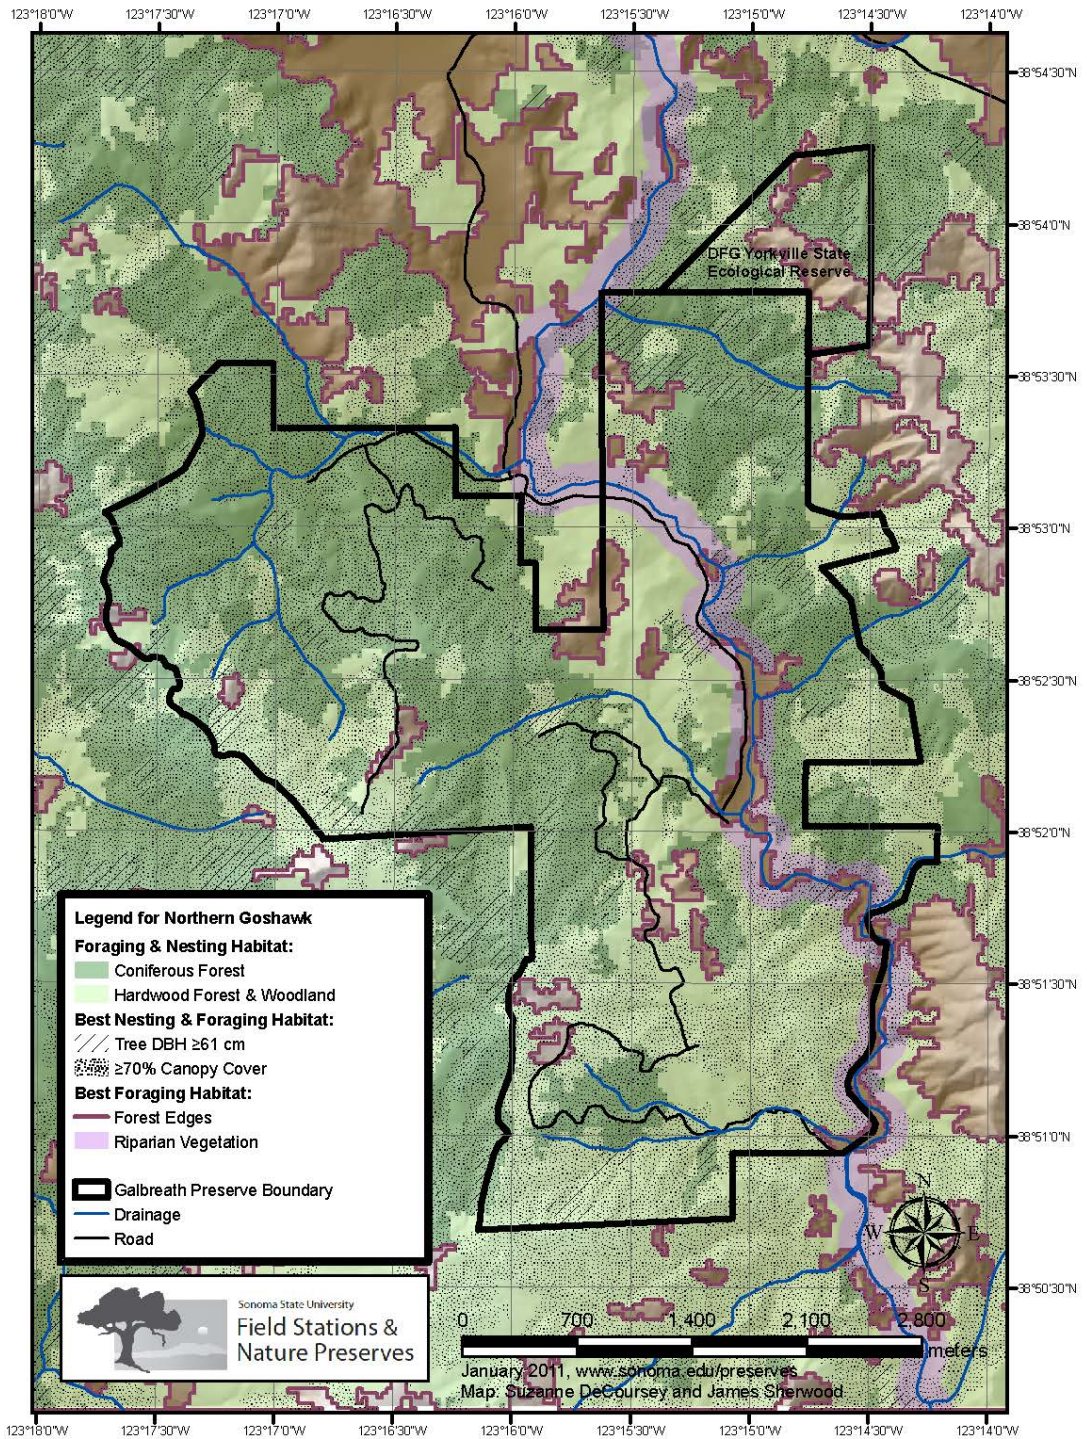 123°18'0"W 123°17'30"W 123°17'0"W 123°16'30"W 123°16'0"W 123°15'30"W 123°15'0"W 123°14'30"W 123°14'0"W
38°54'30"N
38°54'0"N
DFG Yorkville State
Ecological Reserve
38°53'30"N
38°53'0"N
38°52'30"N
38°52'0"N
Legend for Northern Goshawk
Foraging & Nesting Habitat:
Coniferous Forest
Hardwood Forest & Woodland
Best Nesting & Foraging Habitat:
Tree DBH ≥61 cm
≥70% Canopy Cover
Best Foraging Habitat:
Forest Edges
Riparian Vegetation
Galbreath Preserve Boundary
Drainage
Road
38°51'30"N
38°51'0"N
N
W E
S
38°50'30"N
Sonoma State University
Field Stations &
Nature Preserves
0 700 1,400 2,100 2,800
meters
January 2011, www.sonoma.edu/preserves
Map: Suzanne DeCoursey and James Sherwood
123°18'0"W 123°17'30"W 123°17'0"W 123°16'30"W 123°16'0"W 123°15'30"W 123°15'0"W 123°14'30"W 123°14'0"W